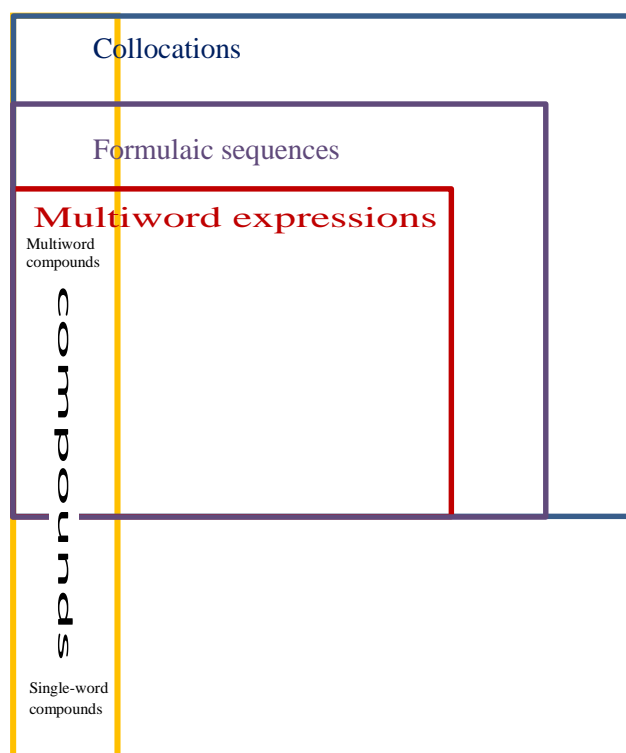 Collocations
Formulaic sequences
Multiword expressions
Multiword
compounds
compounds
Single-word
compounds